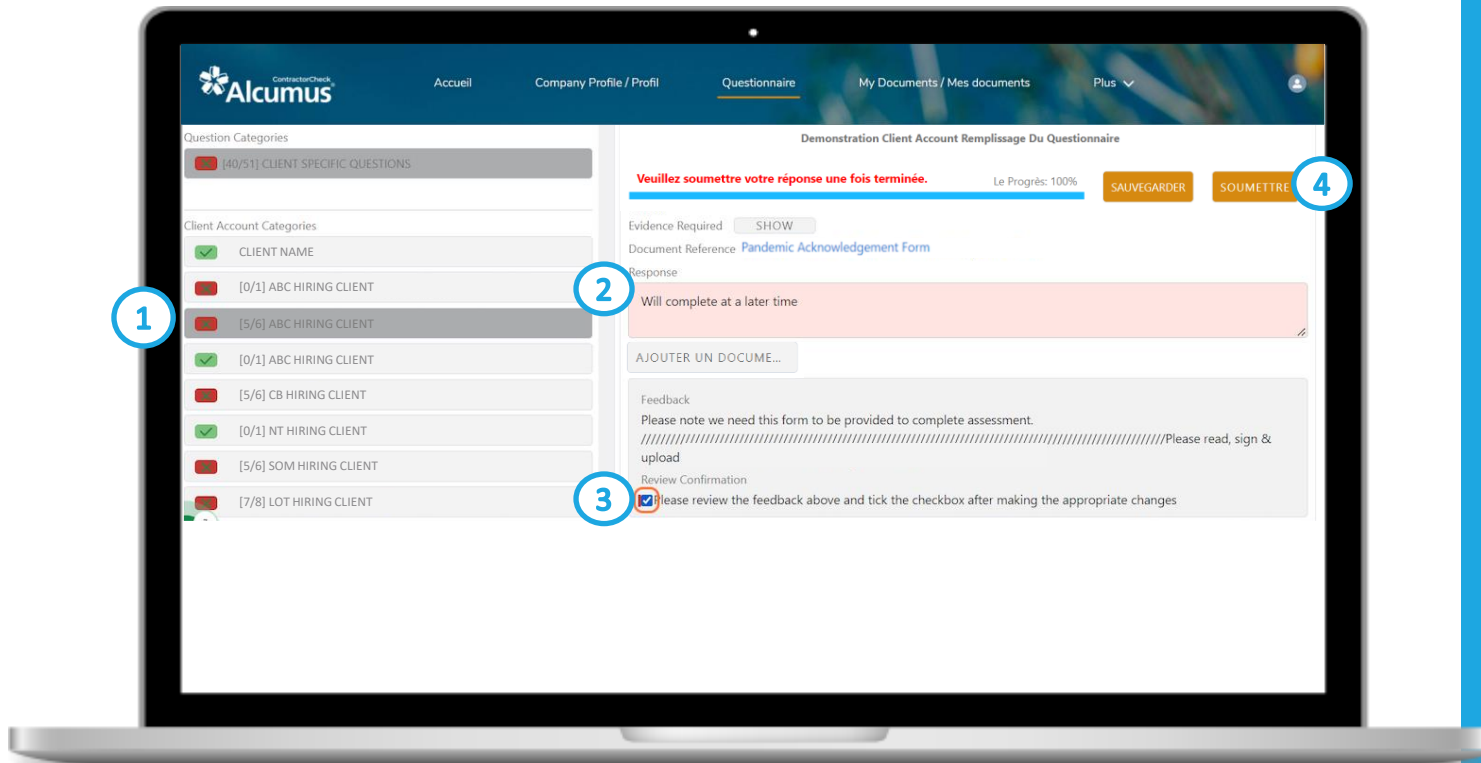 ContractorCheck
Alcumus
Accueil
Company Profile / Profil
Questionnaire
My Documents / Mes documents
Plus
Question Categories
[40/51] CLIENT SPECIFIC QUESTIONS
Client Account Categories
CLIENT NAME
[0/1] ABC HIRING CLIENT
1
[5/6] ABC HIRING CLIENT
[0/1] ABC HIRING CLIENT
[5/6] CB HIRING CLIENT
[0/1] NT HIRING CLIENT
[5/6] SOM HIRING CLIENT
[7/8] LOT HIRING CLIENT
Demonstration Client Account Remplissage Du Questionnaire
Veuillez soumettre votre réponse une fois terminée.
Le Progrès: 100%
SAUVEGARDER
SOUMETTRE
4
Evidence Required SHOW
Document Reference Pandemic Acknowledgement Form
Response
2
Will complete at a later time
AJOUTER UN DOCUME...
Feedback
Please note we need this form to be provided to complete assessment.
/////////////////////////////////////////////////////////////////////////////////////////////////////////Please read, sign &
upload
Review Confirmation
3
Please review the feedback above and tick the checkbox after making the appropriate changes